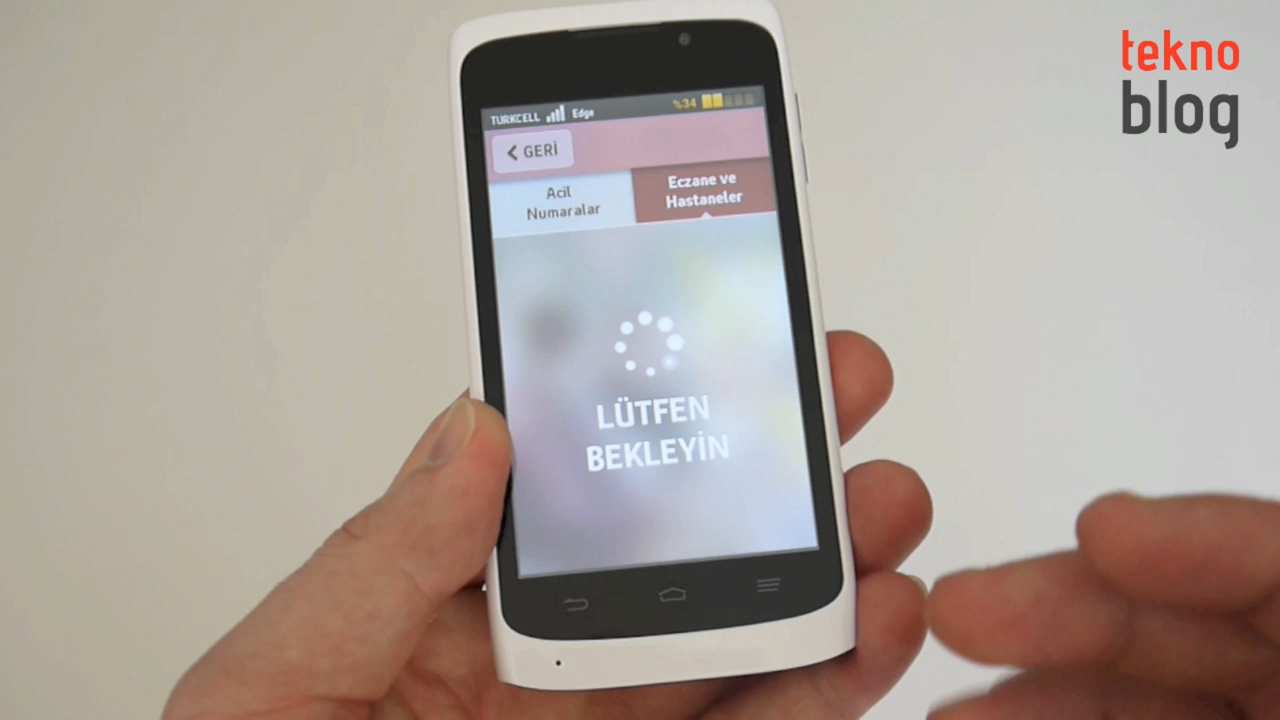 tekno
blog
TURKCELL Edge %34
GERİ
Acil
Numaralar
Eczane ve
Hastaneler
LÜTFEN
BEKLEYİN